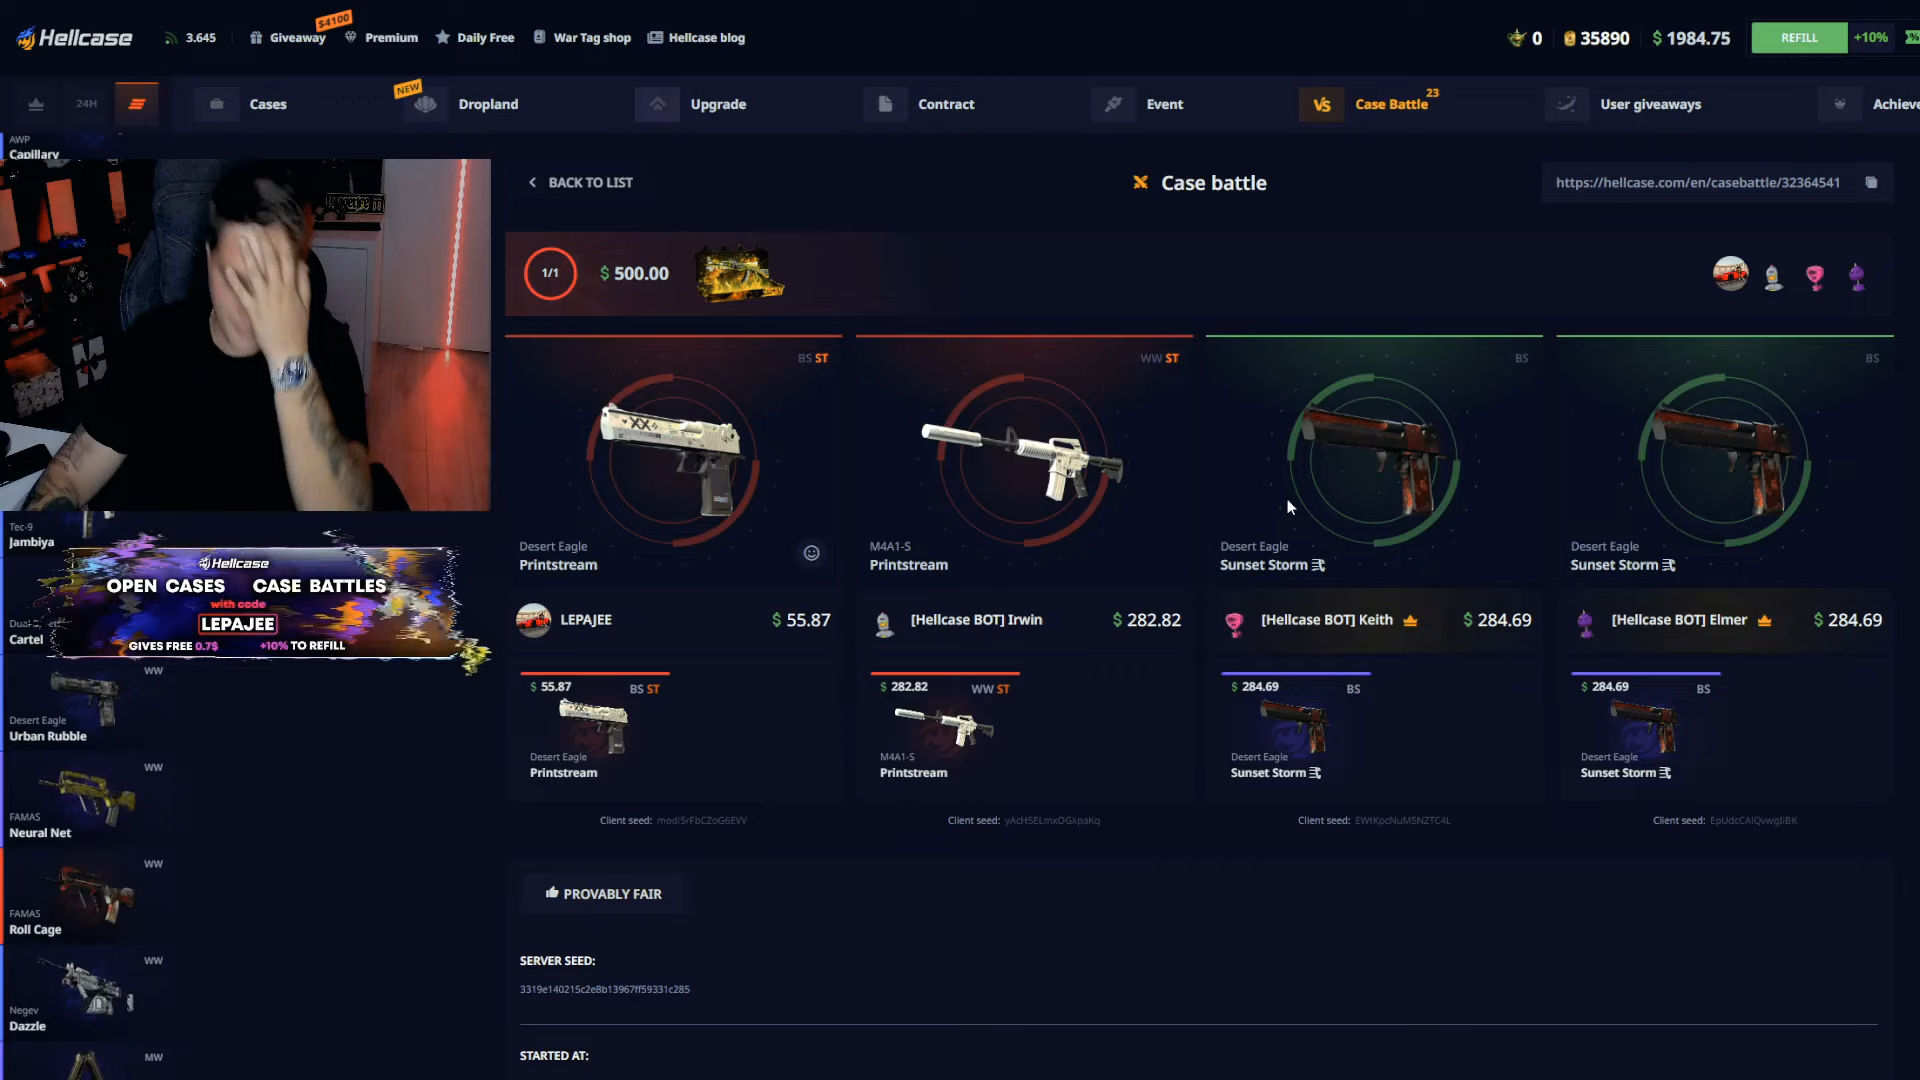 Hellcase
3.645
Giveaway
$4100
Premium
Daily Free
War Tag shop
Hellcase blog
0
35890
$ 1984.75
REFILL
+10%
24H
Cases
NEW
Dropland
Upgrade
Contract
Event
VS
Case Battle
23
User giveaways
Achieve
AWP
Capillary
BACK TO LIST
Case battle
https://hellcase.com/en/casebattle/32364541
1/1
$ 500.00
BS ST
WW ST
BS
BS
Desert Eagle
Printstream
M4A1-S
Printstream
Desert Eagle
Sunset Storm
Desert Eagle
Sunset Storm
LEPAJEE
$ 55.87
[Hellcase BOT] Irwin
$ 282.82
[Hellcase BOT] Keith
$ 284.69
[Hellcase BOT] Elmer
$ 284.69
$ 55.87
BS ST
$ 282.82
WW ST
$ 284.69
BS
$ 284.69
BS
Desert Eagle
Printstream
M4A1-S
Printstream
Desert Eagle
Sunset Storm
Desert Eagle
Sunset Storm
Client seed:
Client seed:
Client seed:
Client seed:
PROVABLY FAIR
SERVER SEED:
3319e140215c2e8b13967ff59331c285
STARTED AT:
Tec-9
Jambiya
Hellcase
OPEN CASES CASE BATTLES
with code
LEPAJEE
GIVES FREE 0.7$ +10% TO REFILL
Cartel
WW
Desert Eagle
Urban Rubble
WW
FAMAS
Neural Net
WW
FAMAS
Roll Cage
WW
Negev
Dazzle
MW